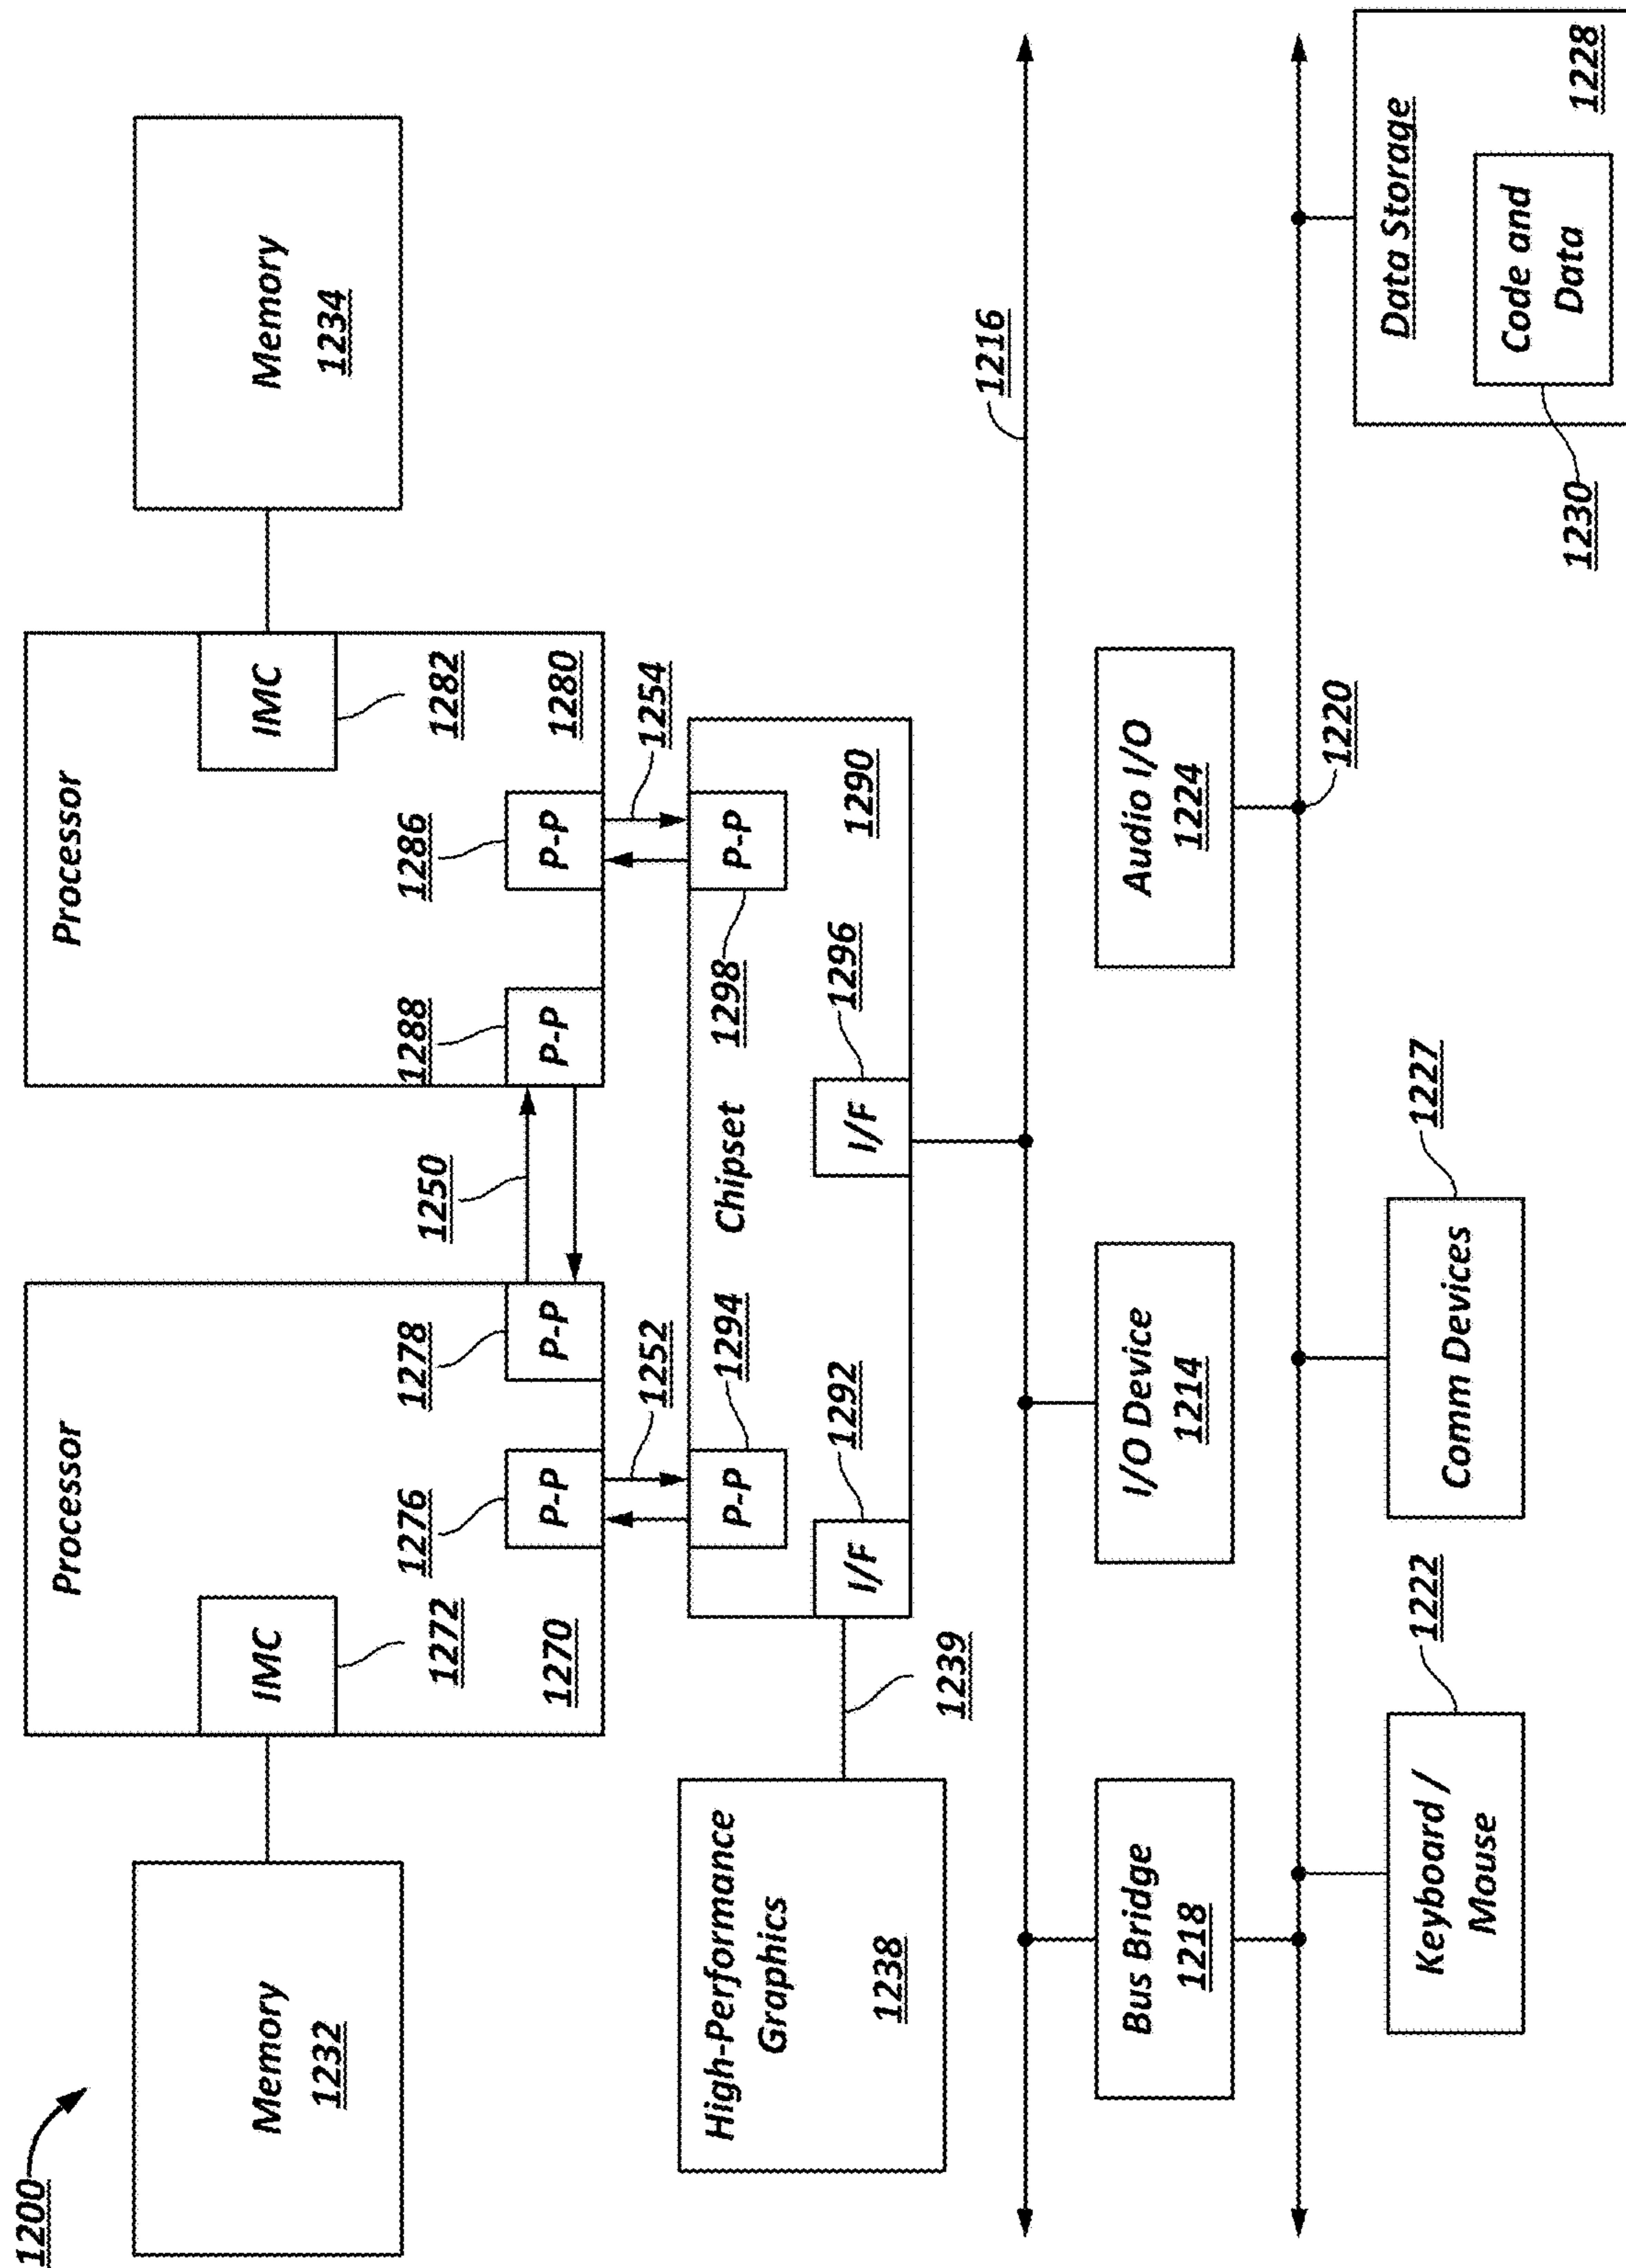 1200
Processor
Processor
Memory
1232
IMC
1272
1270
1276
P-P
1278
P-P
1250
1288
P-P
1286
P-P
IMC
1282
1280
Memory
1234
1252
1254
High-Performance
Graphics
1238
1239
P-P
1294
Chipset
P-P
1298
1290
I/F
1292
I/F
1296
1216
Bus Bridge
1218
I/O Device
1214
Audio I/O
1224
1220
Keyboard /
Mouse
1222
Comm Devices
1227
Data Storage
Code and
Data
1228
1230